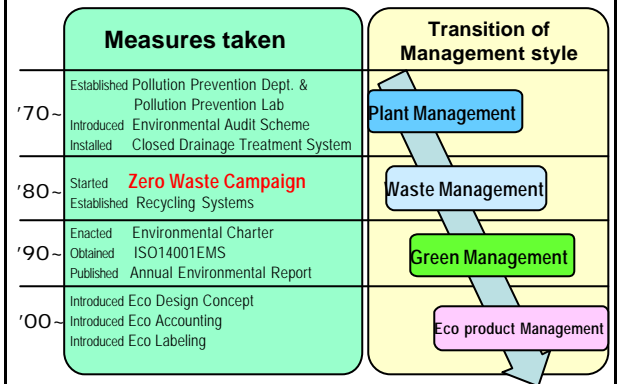 Measures taken
Transition of
Management style
'70~
Established Pollution Prevention Dept. &
Pollution Prevention Lab
Introduced Environmental Audit Scheme
Installed Closed Drainage Treatment System
Plant Management
'80~
Started Zero Waste Campaign
Established Recycling Systems
Waste Management
'90~
Enacted Environmental Charter
Obtained ISO14001EMS
Published Annual Environmental Report
Green Management
'00~
Introduced Eco Design Concept
Introduced Eco Accounting
Introduced Eco Labeling
Eco product Management